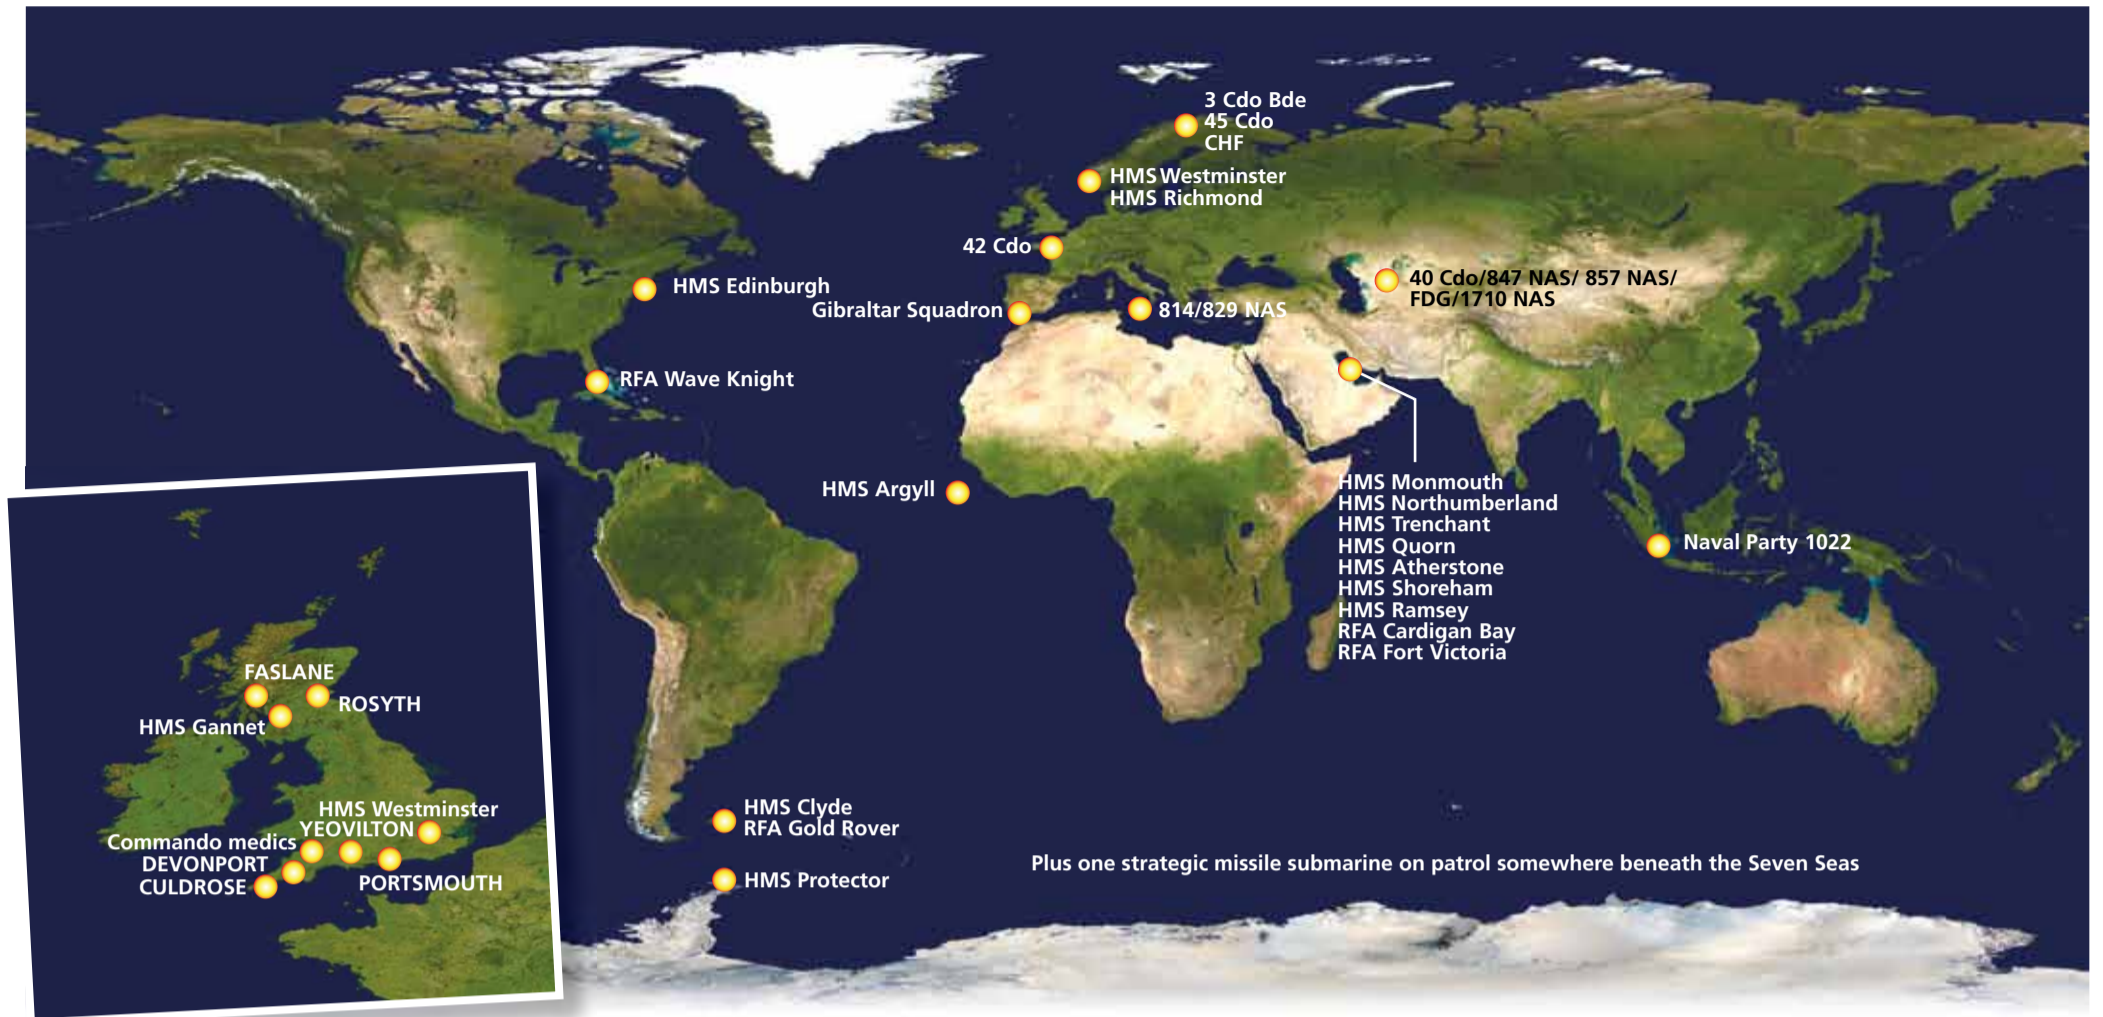 3 Cdo Bde
45 Cdo
CHF
HMS Westminster
HMS Richmond
42 Cdo
HMS Edinburgh
Gibraltar Squadron
814/829 NAS
40 Cdo/847 NAS/ 857 NAS/
FDG/1710 NAS
RFA Wave Knight
HMS Argyll
HMS Monmouth
HMS Northumberland
HMS Trenchant
HMS Quorn
HMS Atherstone
HMS Shoreham
HMS Ramsey
RFA Cardigan Bay
RFA Fort Victoria
Naval Party 1022
HMS Clyde
RFA Gold Rover
HMS Protector
Plus one strategic missile submarine on patrol somewhere beneath the Seven Seas
FASLANE
ROSYTH
HMS Gannet
HMS Westminster
YEOVILTON
Commando medics
DEVONPORT
CULDROSE
PORTSMOUTH